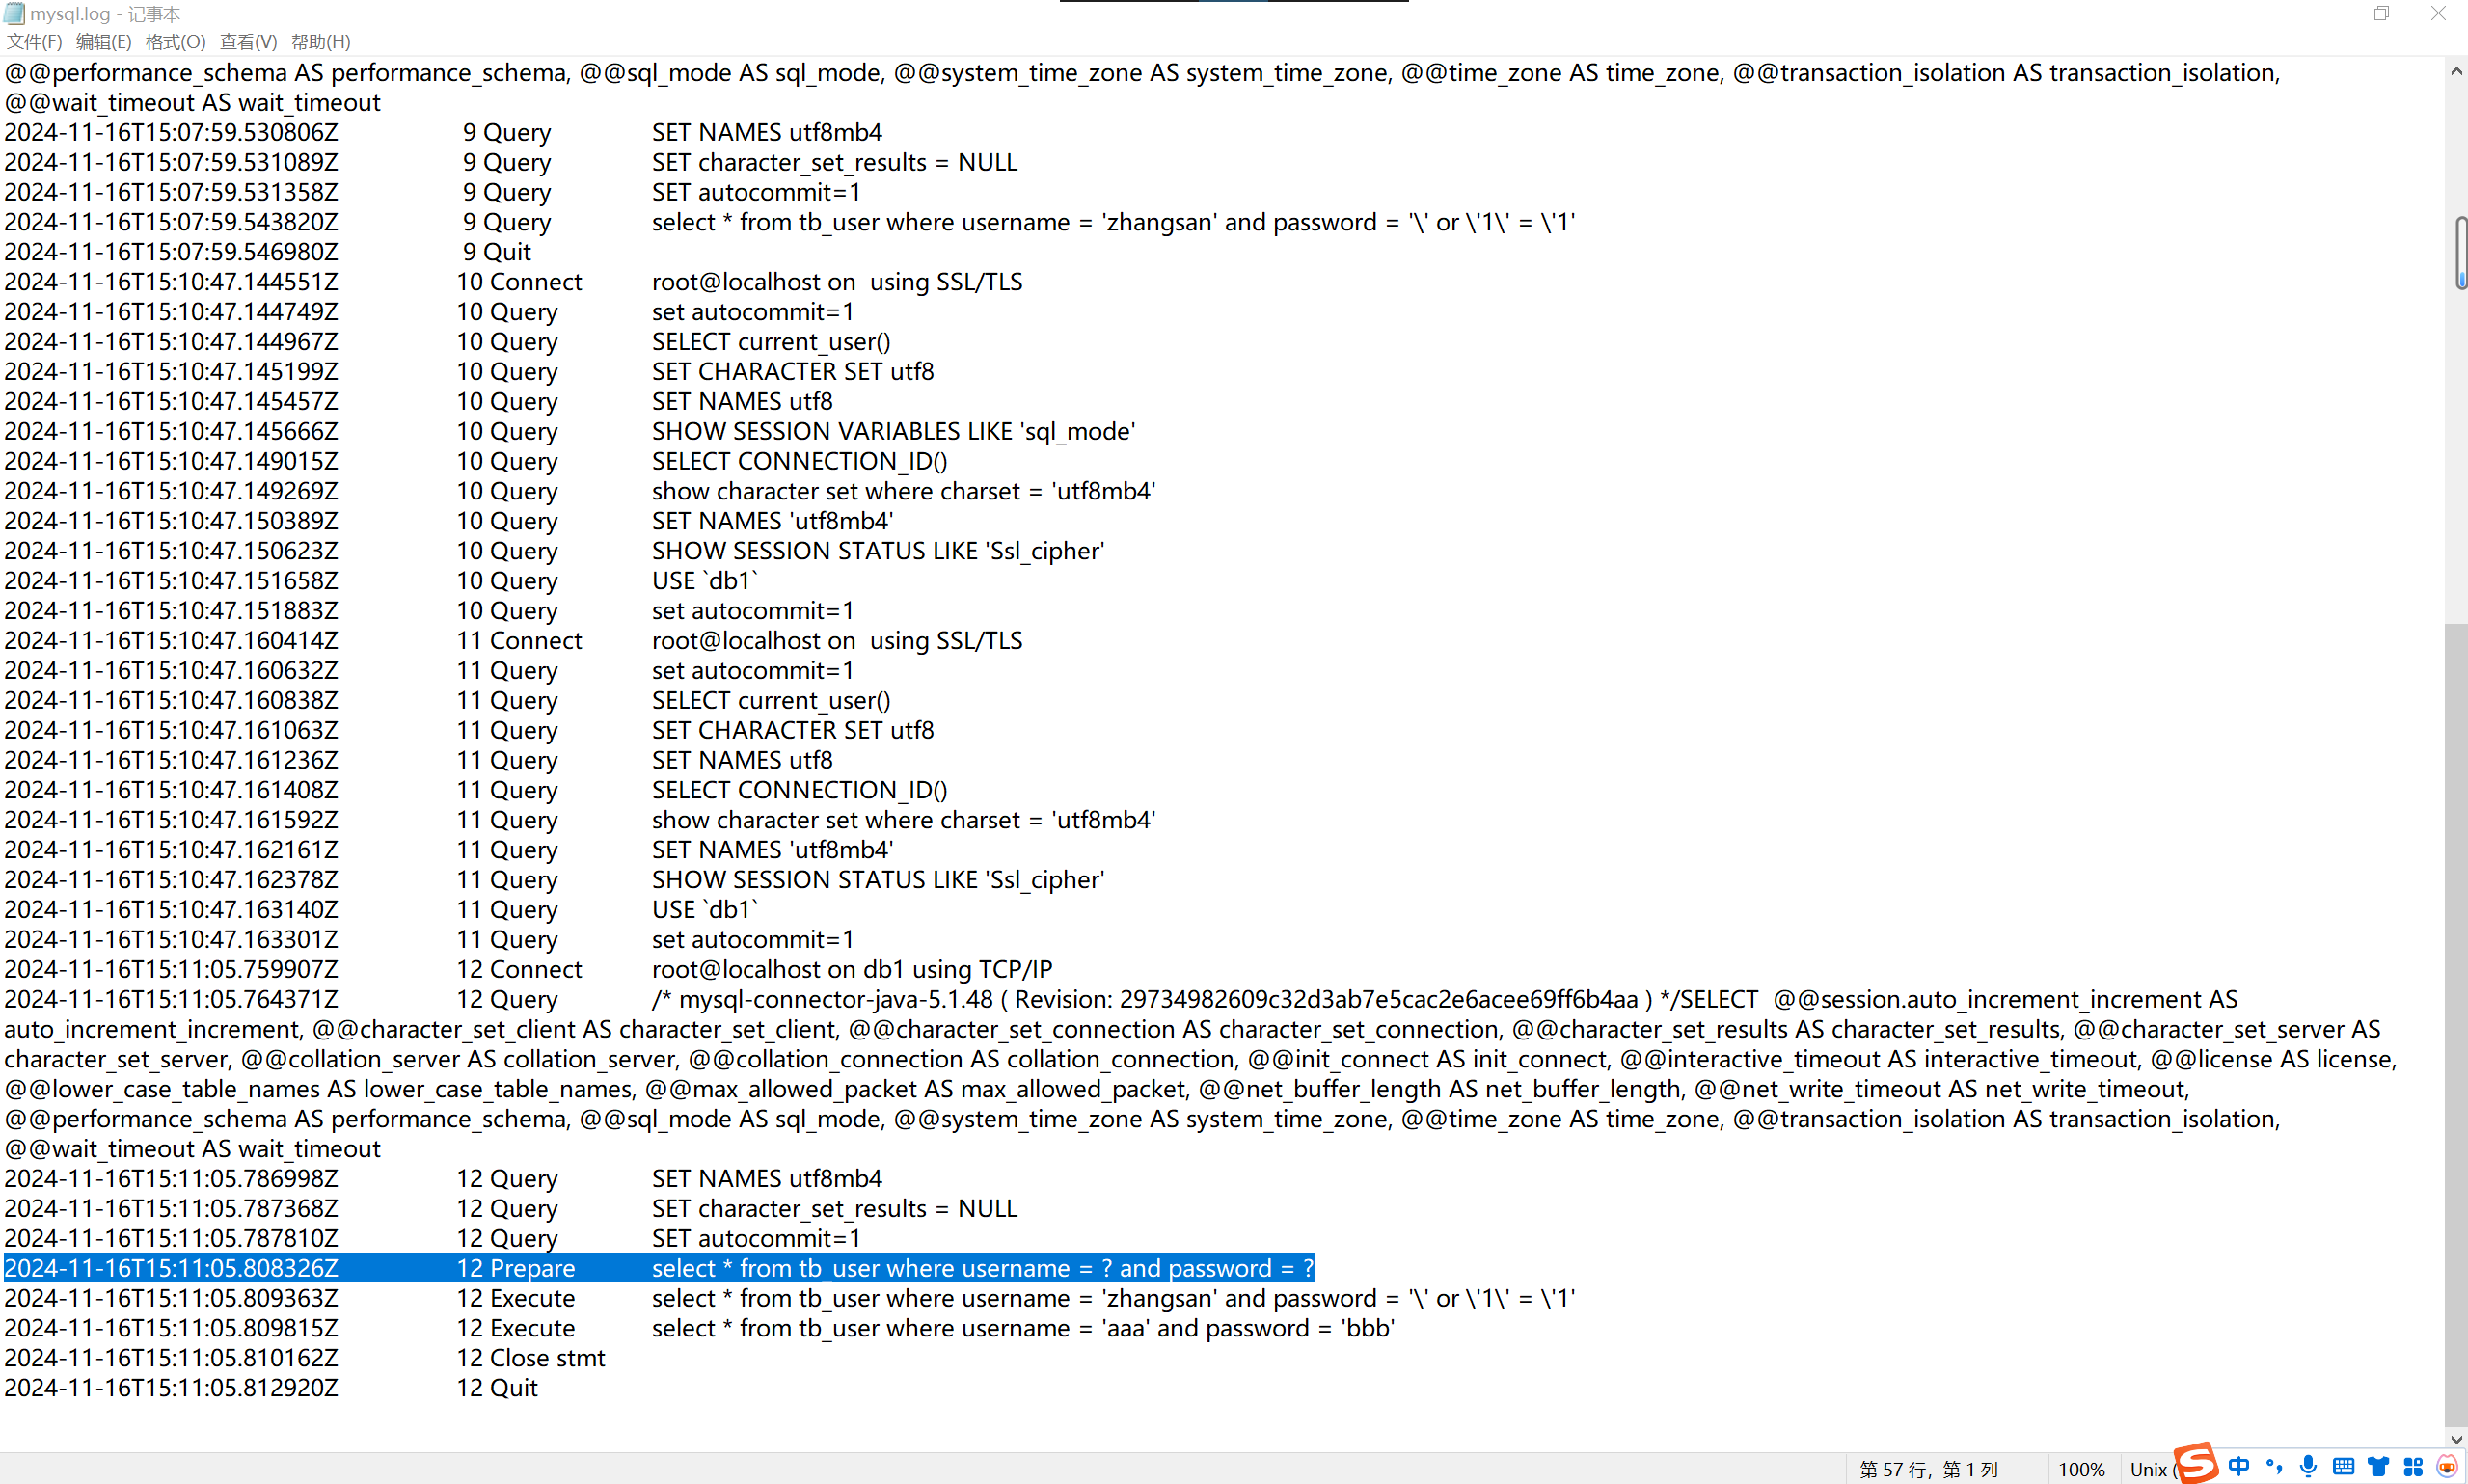 mysql.log - 记事本
文件(F) 编辑(E) 格式(O) 查看(V) 帮助(H)
@@performance_schema AS performance_schema, @@sql_mode AS sql_mode, @@system_time_zone AS system_time_zone, @@time_zone AS time_zone, @@transaction_isolation AS transaction_isolation,
@@wait_timeout AS wait_timeout
2024-11-16T15:07:59.530806Z 9 Query SET NAMES utf8mb4
2024-11-16T15:07:59.531089Z 9 Query SET character_set_results = NULL
2024-11-16T15:07:59.531358Z 9 Query SET autocommit=1
2024-11-16T15:07:59.543820Z 9 Query select * from tb_user where username = 'zhangsan' and password = '\' or \'1\' = \'1'
2024-11-16T15:07:59.546980Z 9 Quit
2024-11-16T15:10:47.144551Z 10 Connect root@localhost on  using SSL/TLS
2024-11-16T15:10:47.144749Z 10 Query set autocommit=1
2024-11-16T15:10:47.144967Z 10 Query SELECT current_user()
2024-11-16T15:10:47.145199Z 10 Query SET CHARACTER SET utf8
2024-11-16T15:10:47.145457Z 10 Query SET NAMES utf8
2024-11-16T15:10:47.145666Z 10 Query SHOW SESSION VARIABLES LIKE 'sql_mode'
2024-11-16T15:10:47.149015Z 10 Query SELECT CONNECTION_ID()
2024-11-16T15:10:47.149269Z 10 Query show character set where charset = 'utf8mb4'
2024-11-16T15:10:47.150389Z 10 Query SET NAMES 'utf8mb4'
2024-11-16T15:10:47.150623Z 10 Query SHOW SESSION STATUS LIKE 'Ssl_cipher'
2024-11-16T15:10:47.151658Z 10 Query USE `db1`
2024-11-16T15:10:47.151883Z 10 Query set autocommit=1
2024-11-16T15:10:47.160414Z 11 Connect root@localhost on  using SSL/TLS
2024-11-16T15:10:47.160632Z 11 Query set autocommit=1
2024-11-16T15:10:47.160838Z 11 Query SELECT current_user()
2024-11-16T15:10:47.161063Z 11 Query SET CHARACTER SET utf8
2024-11-16T15:10:47.161236Z 11 Query SET NAMES utf8
2024-11-16T15:10:47.161408Z 11 Query SELECT CONNECTION_ID()
2024-11-16T15:10:47.161592Z 11 Query show character set where charset = 'utf8mb4'
2024-11-16T15:10:47.162161Z 11 Query SET NAMES 'utf8mb4'
2024-11-16T15:10:47.162378Z 11 Query SHOW SESSION STATUS LIKE 'Ssl_cipher'
2024-11-16T15:10:47.163140Z 11 Query USE `db1`
2024-11-16T15:10:47.163301Z 11 Query set autocommit=1
2024-11-16T15:11:05.759907Z 12 Connect root@localhost on db1 using TCP/IP
2024-11-16T15:11:05.764371Z 12 Query /* mysql-connector-java-5.1.48 ( Revision: 29734982609c32d3ab7e5cac2e6acee69ff6b4aa ) */SELECT  @@session.auto_increment_increment AS
auto_increment_increment, @@character_set_client AS character_set_client, @@character_set_connection AS character_set_connection, @@character_set_results AS character_set_results, @@character_set_server AS
character_set_server, @@collation_server AS collation_server, @@collation_connection AS collation_connection, @@init_connect AS init_connect, @@interactive_timeout AS interactive_timeout, @@license AS license,
@@lower_case_table_names AS lower_case_table_names, @@max_allowed_packet AS max_allowed_packet, @@net_buffer_length AS net_buffer_length, @@net_write_timeout AS net_write_timeout,
@@performance_schema AS performance_schema, @@sql_mode AS sql_mode, @@system_time_zone AS system_time_zone, @@time_zone AS time_zone, @@transaction_isolation AS transaction_isolation,
@@wait_timeout AS wait_timeout
2024-11-16T15:11:05.786998Z 12 Query SET NAMES utf8mb4
2024-11-16T15:11:05.787368Z 12 Query SET character_set_results = NULL
2024-11-16T15:11:05.787810Z 12 Query SET autocommit=1
2024-11-16T15:11:05.808326Z 12 Prepare select * from tb_user where username = ? and password = ?
2024-11-16T15:11:05.809363Z 12 Execute select * from tb_user where username = 'zhangsan' and password = '\' or \'1\' = \'1'
2024-11-16T15:11:05.809815Z 12 Execute select * from tb_user where username = 'aaa' and password = 'bbb'
2024-11-16T15:11:05.810162Z 12 Close stmt
2024-11-16T15:11:05.812920Z 12 Quit
第 57 行，第 1 列 100% Unix ( S 中